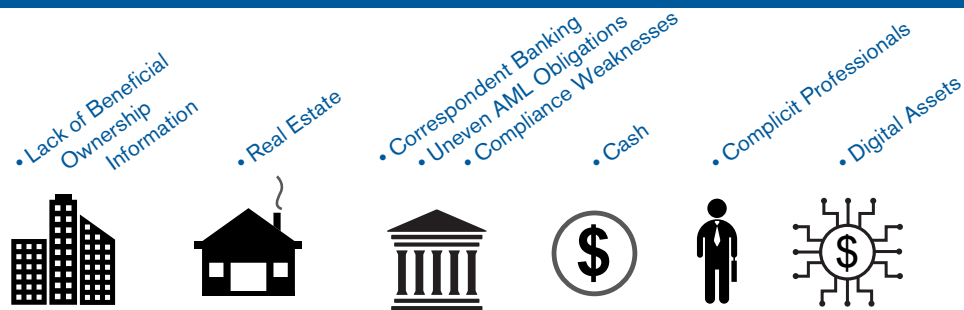 • Lack of Beneficial
Ownership
Information
• Real Estate
• Correspondent Banking
• Uneven AML Obligations
• Compliance Weaknesses
• Cash
• Complicit Professionals
• Digital Assets
$
$